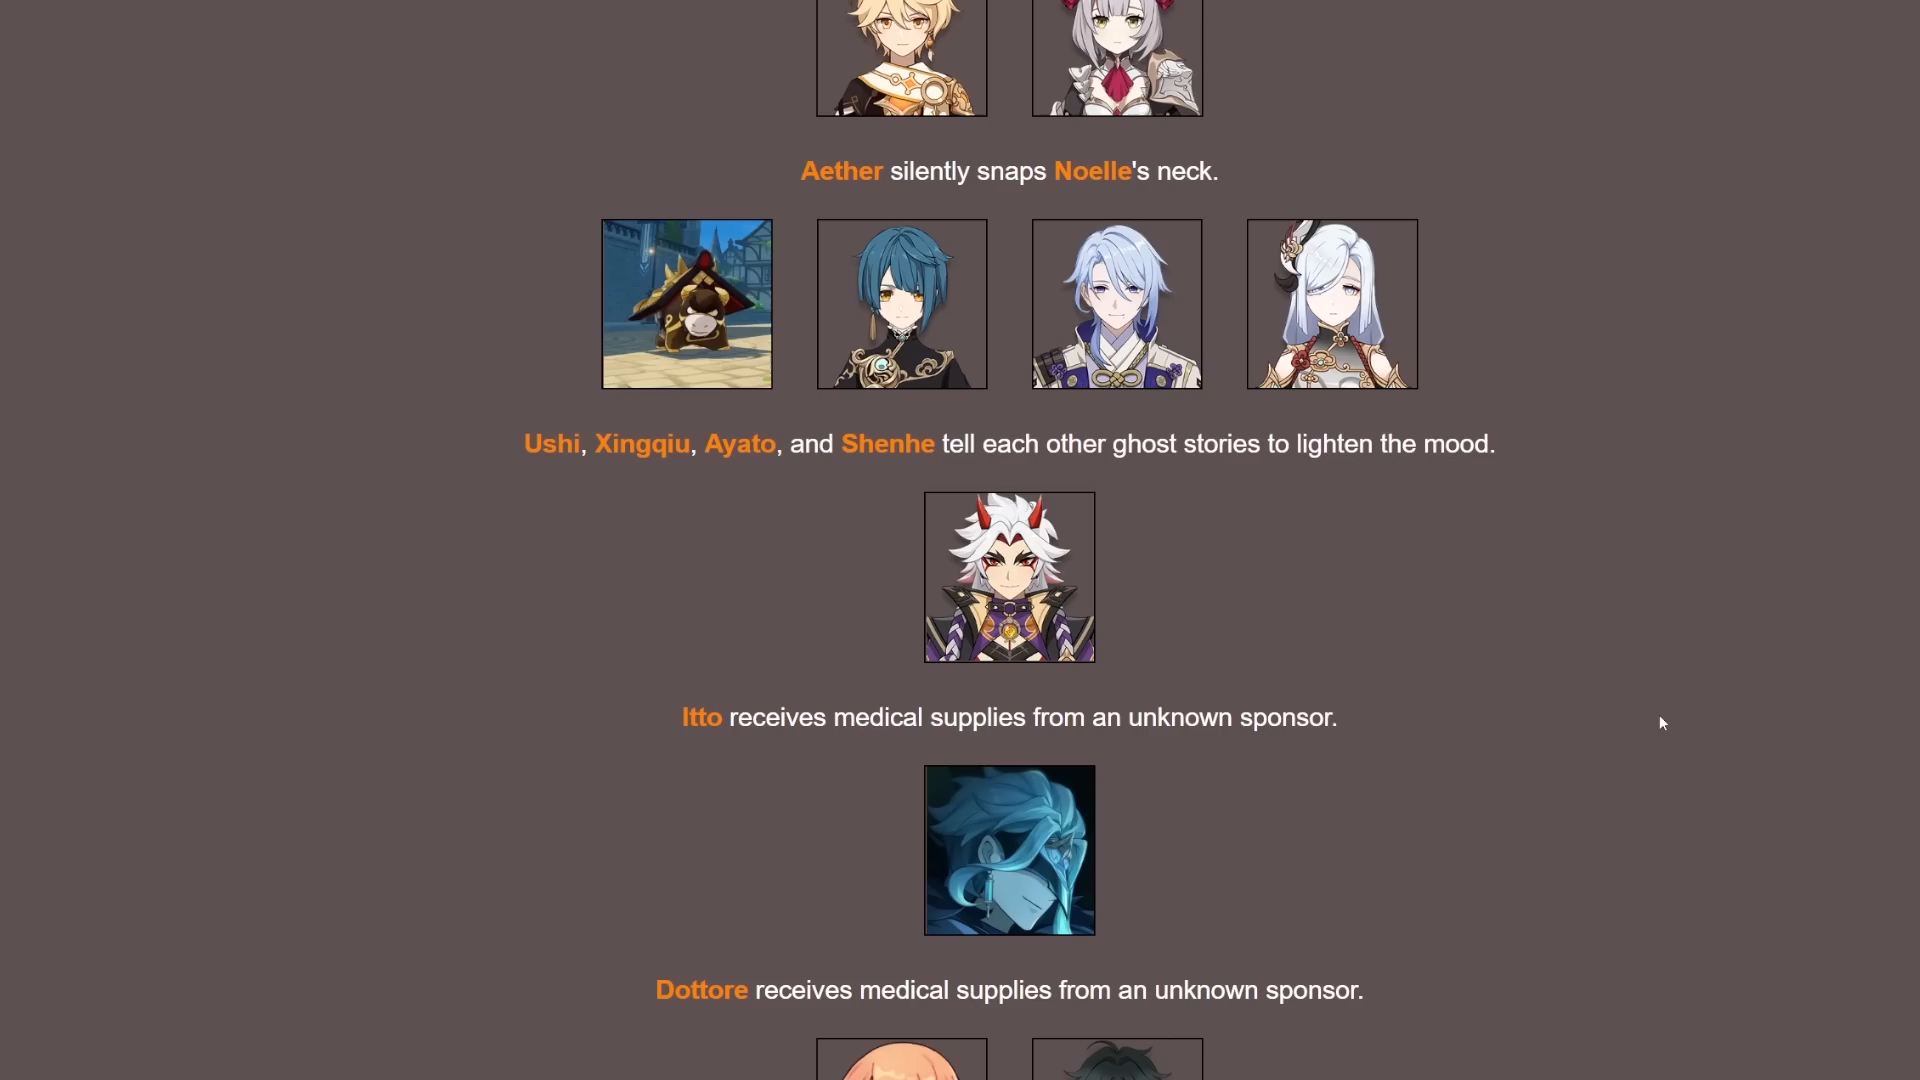 Aether silently snaps Noelle's neck.
Ushi, Xingqiu, Ayato, and Shenhe tell each other ghost stories to lighten the mood.
Itto receives medical supplies from an unknown sponsor.
Dottore receives medical supplies from an unknown sponsor.